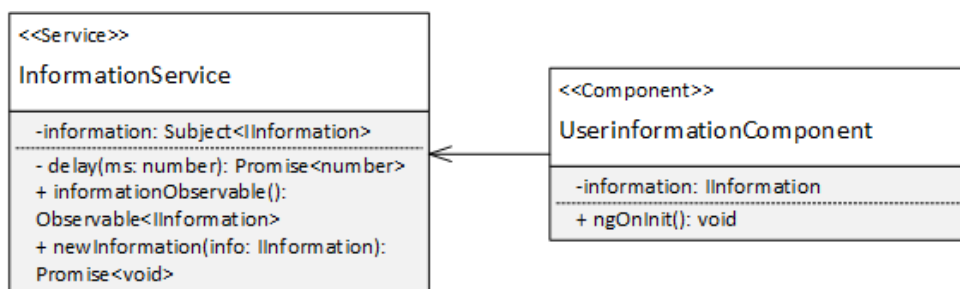 <<Service>>
InformationService
-information: Subject<IInformation>
- delay(ms: number): Promise<number>
+ informationObservable():
Observable<IInformation>
+ newInformation(info: IInformation):
Promise<void>
<<Component>>
UserinformationComponent
-information: IInformation
+ ngOnInit(): void